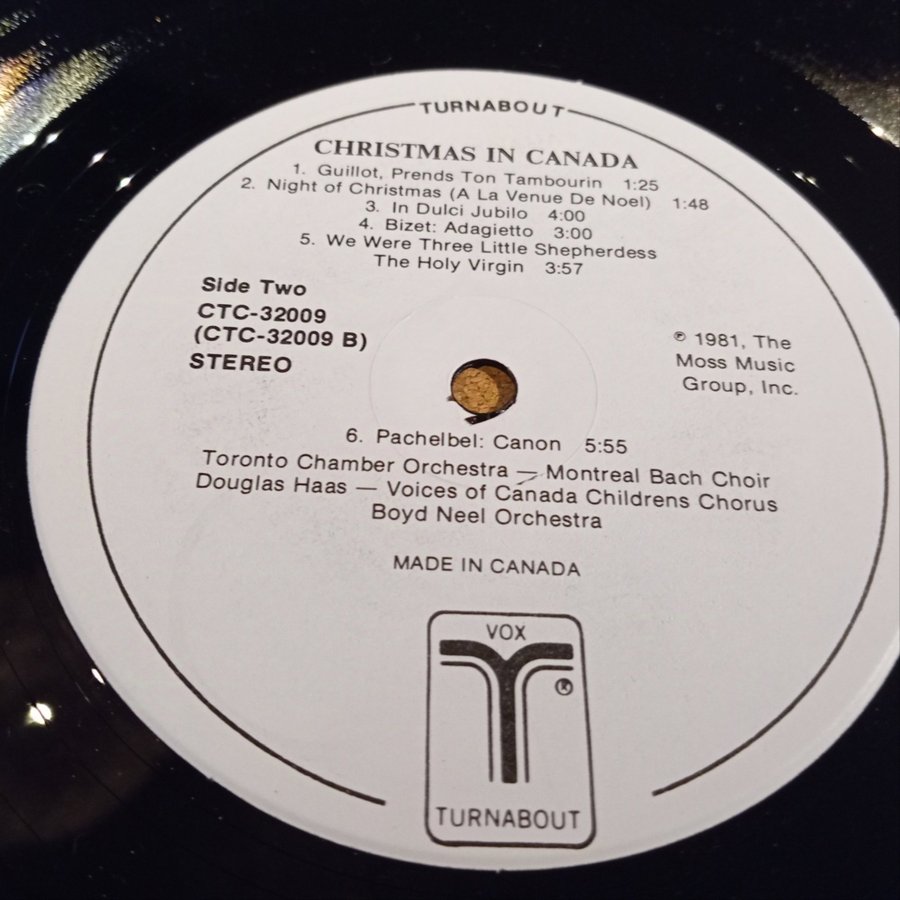 TURNABOUT
CHRISTMAS IN CANADA
1. Guillot, Prends Ton Tambourin 1:25
2. Night of Christmas (A La Venue De Noel) 1:48
3. In Dulci Jubilo 4:00
4. Bizet: Adagietto 3:00
5. We Were Three Little Shepherdess
The Holy Virgin 3:57
Side Two
CTC-32009
(CTC-32009 B)
STEREO
℗ 1981, The
Moss Music
Group, Inc.
6. Pachelbel: Canon 5:55
Toronto Chamber Orchestra — Montreal Bach Choir
Douglas Haas — Voices of Canada Childrens Chorus
Boyd Neel Orchestra
MADE IN CANADA
VOX
®
TURNABOUT